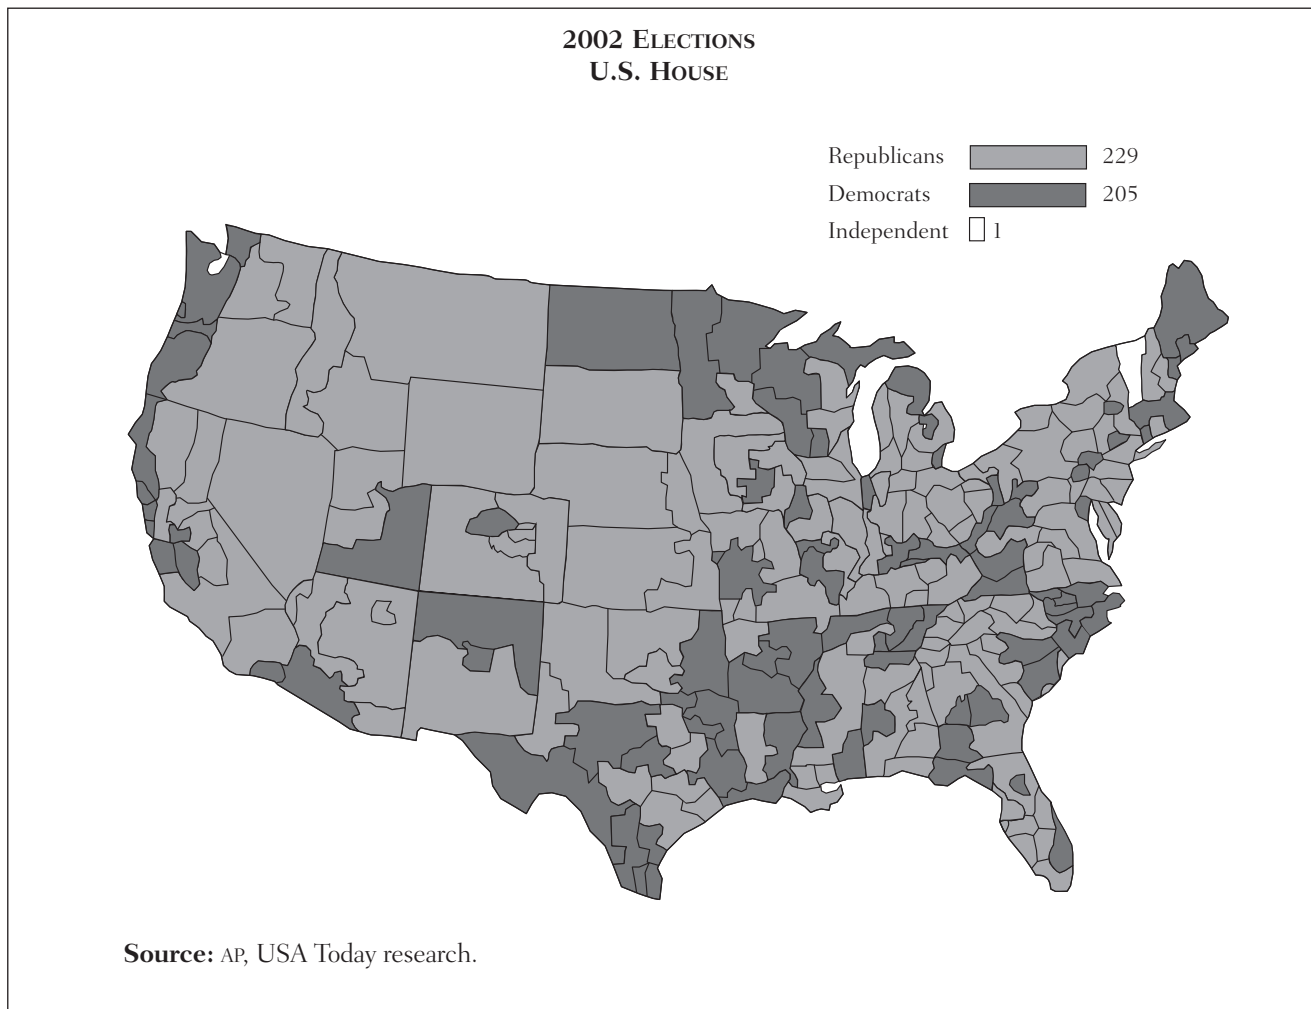 2002 ELECTIONS
U.S. HOUSE
Republicans 229
Democrats 205
Independent 1
Source: AP, USA Today research.